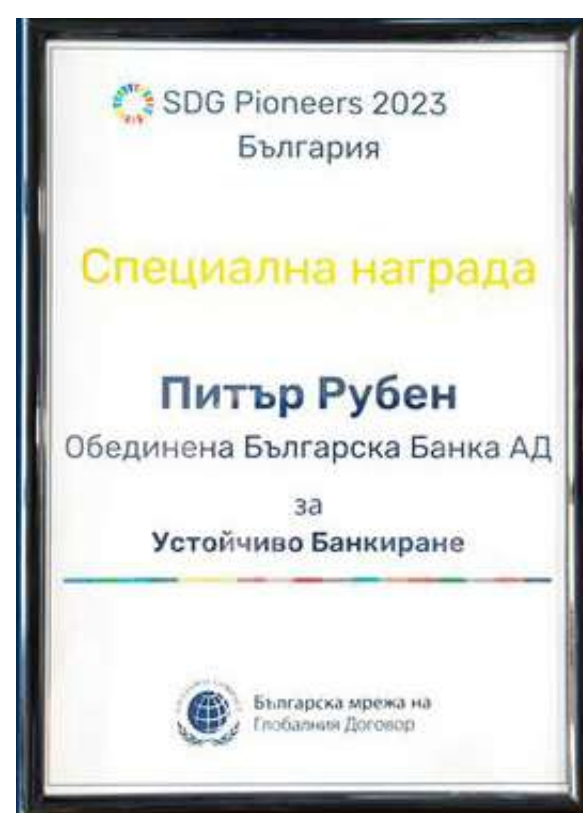 SDG Pioneers 2023
България
Специална награда
Питър Рубен
Обединена Българска Банка АД
за
Устойчиво Банкиране
Българска мрежа на
Глобалния Договор